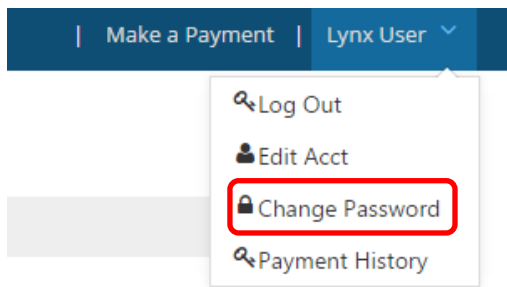 | Make a Payment | Lynx User
Log Out
Edit Acct
Change Password
Payment History